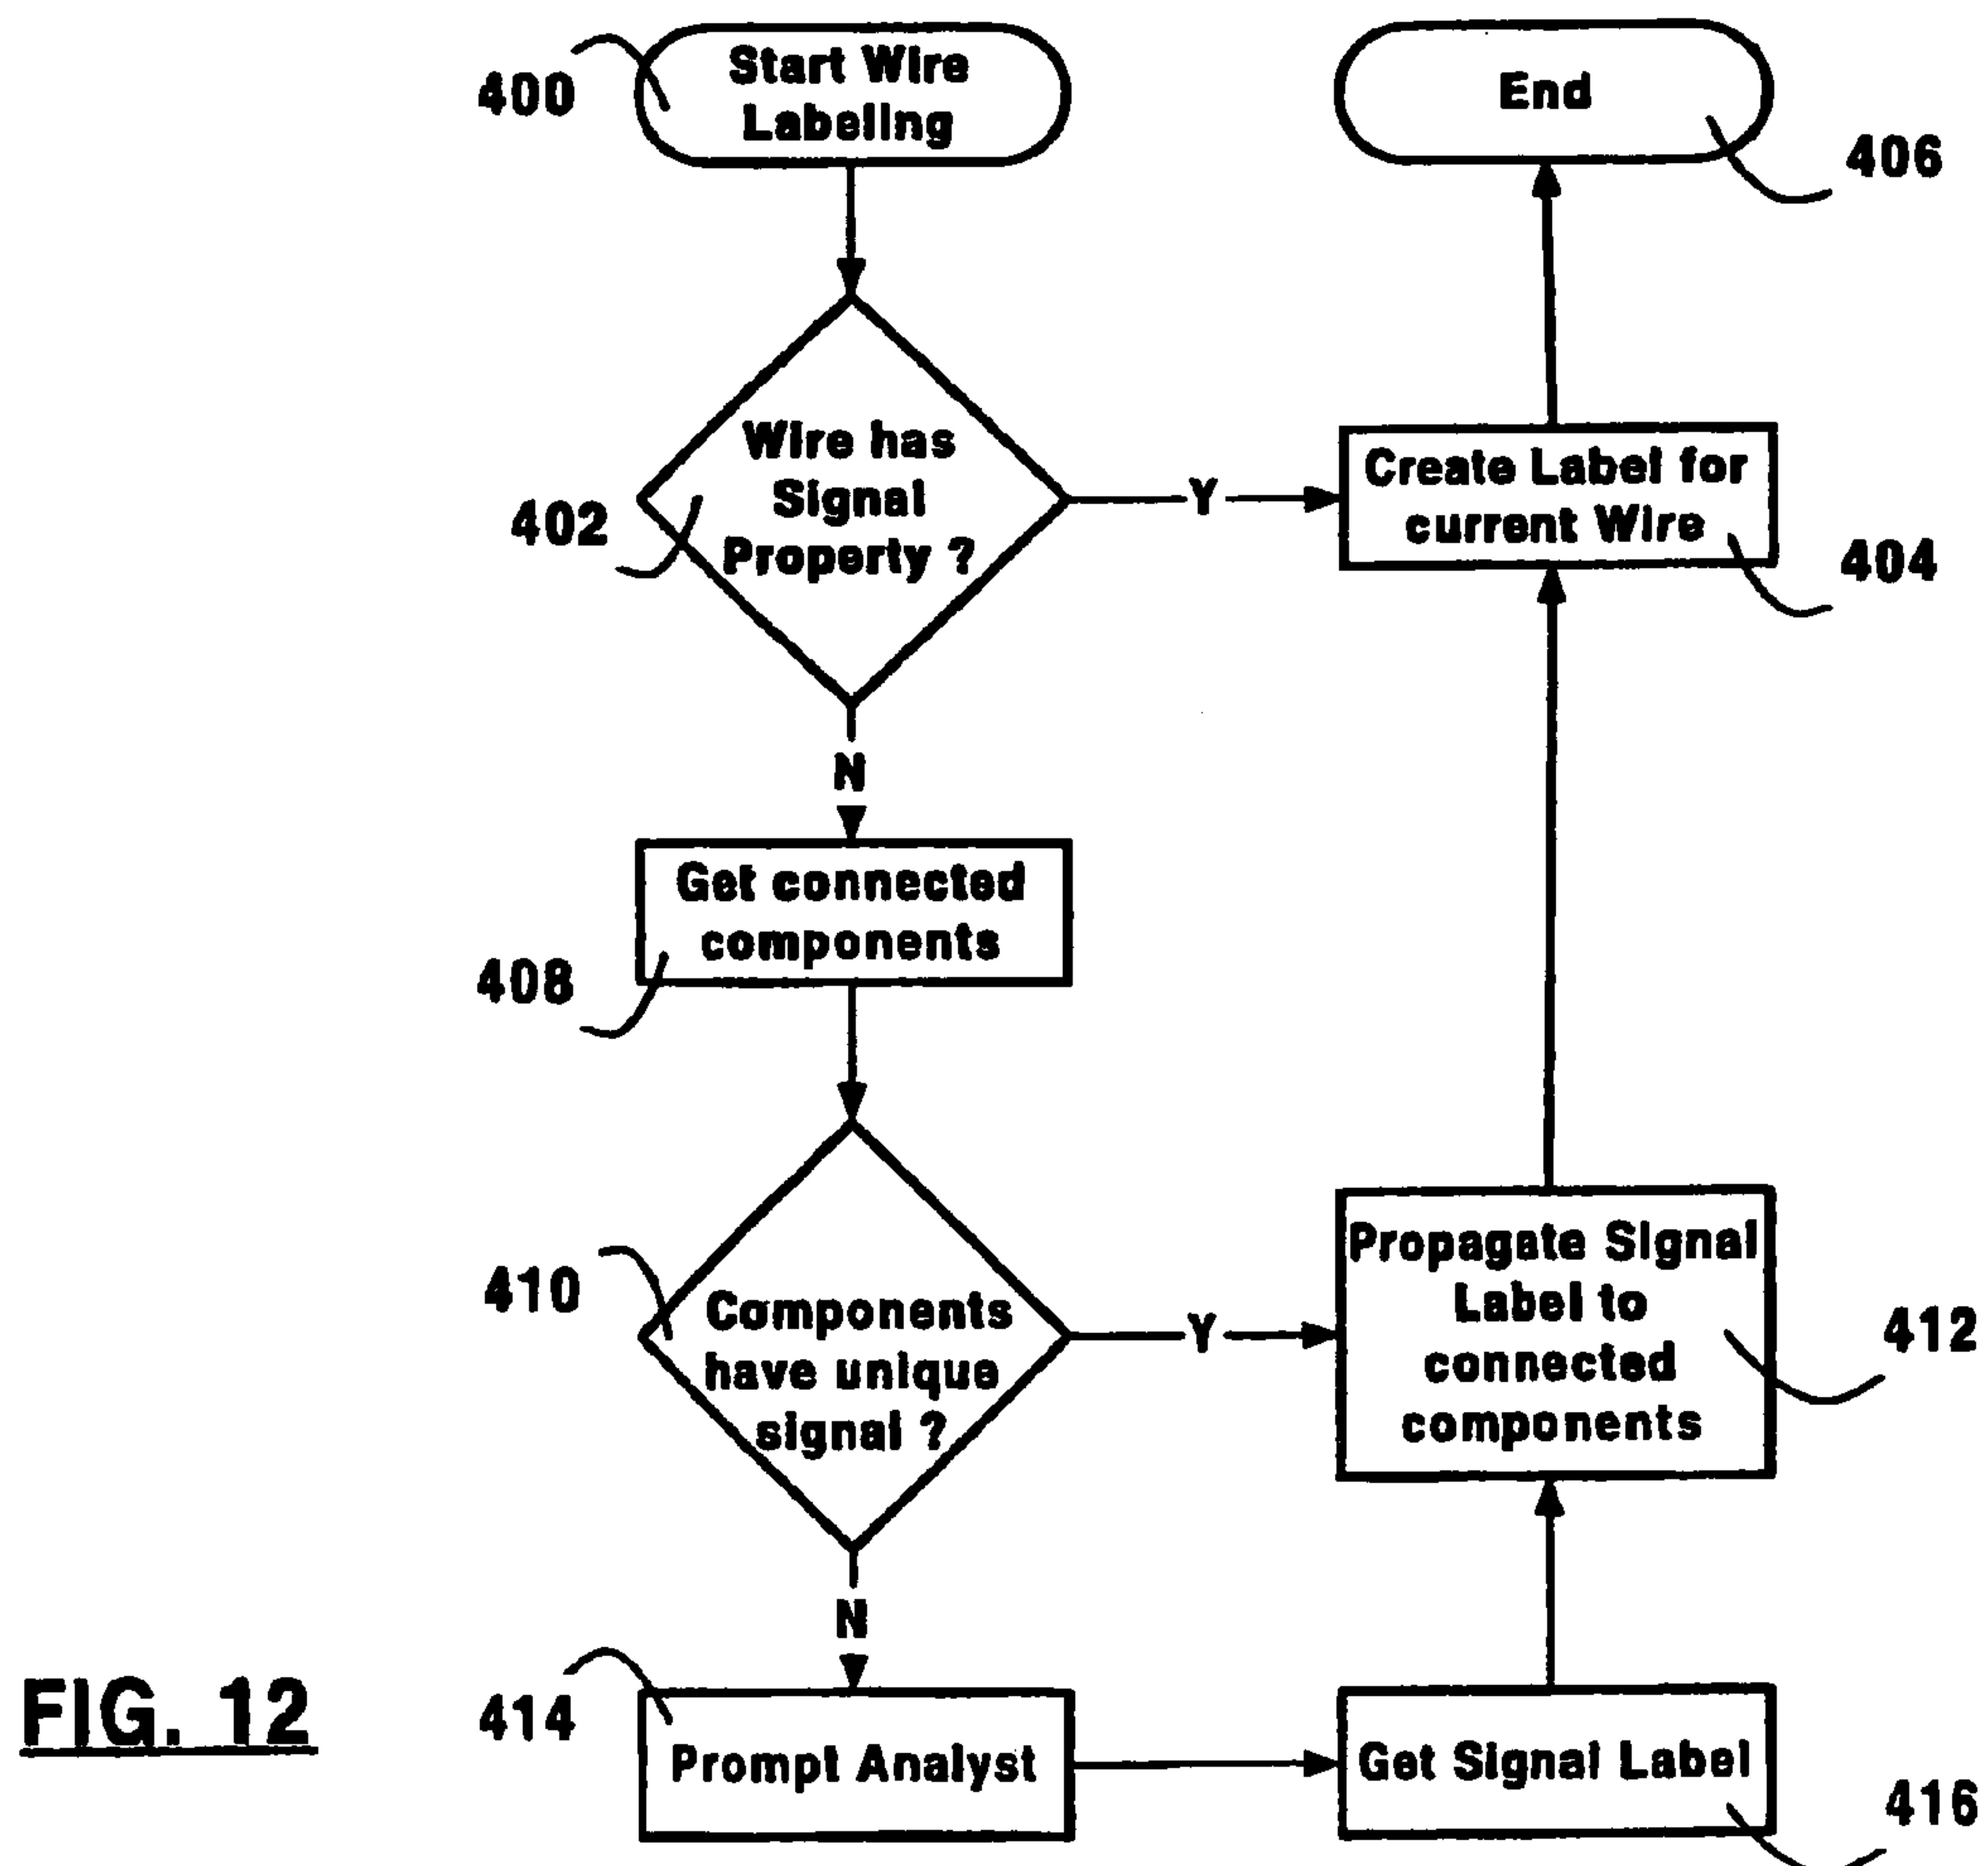 400
Start Wire
Labeling
End
406
402
Wire has
Signal
Property ?
Y
Create Label for
current Wire
404
N
408
Get connected
components
410
Components
have unique
signal ?
Y
Propagate Signal
Label to
connected
components
412
N
414
Prompt Analyst
Get Signal Label
416
FIG. 12